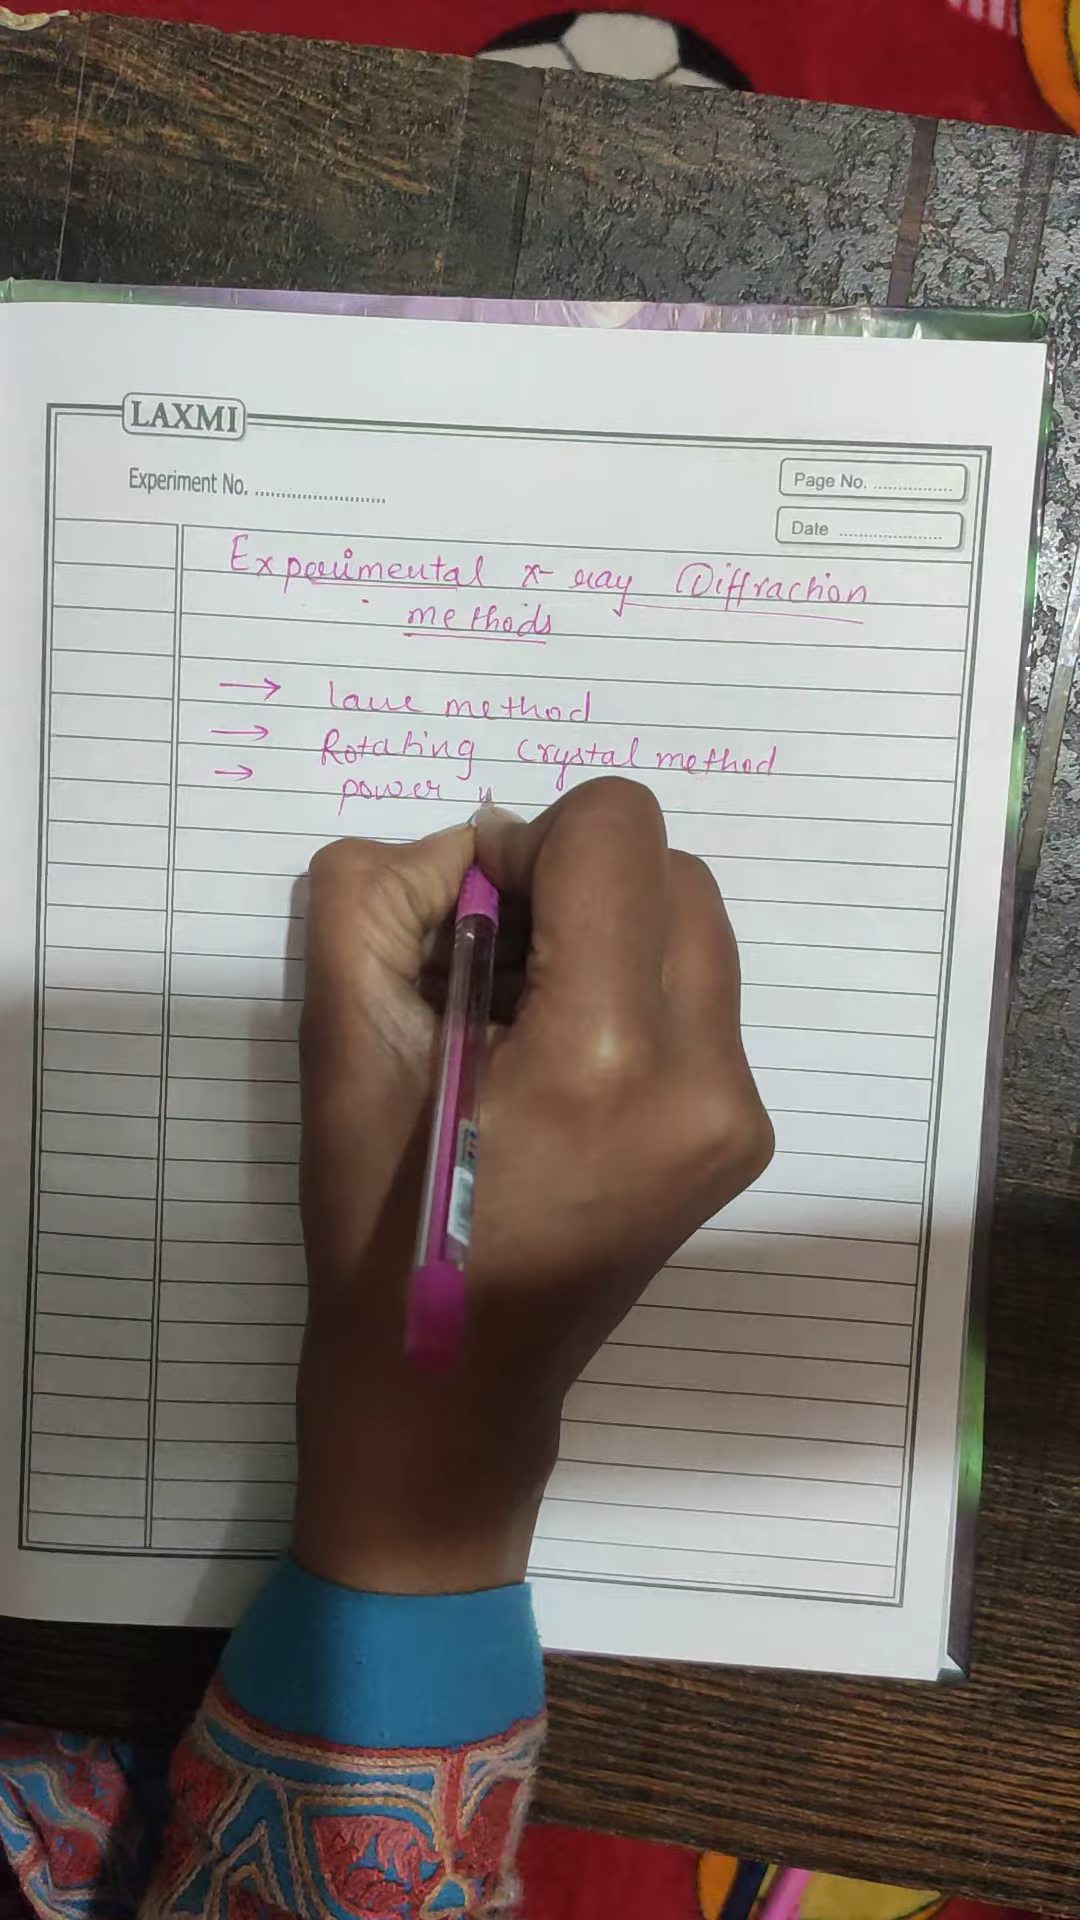 LAXMI
Experiment No. ........................
Page No. ................
Date .....................
Experimental x-ray Diffraction
methods
→ laue method
→ Rotating crystal method
→ power